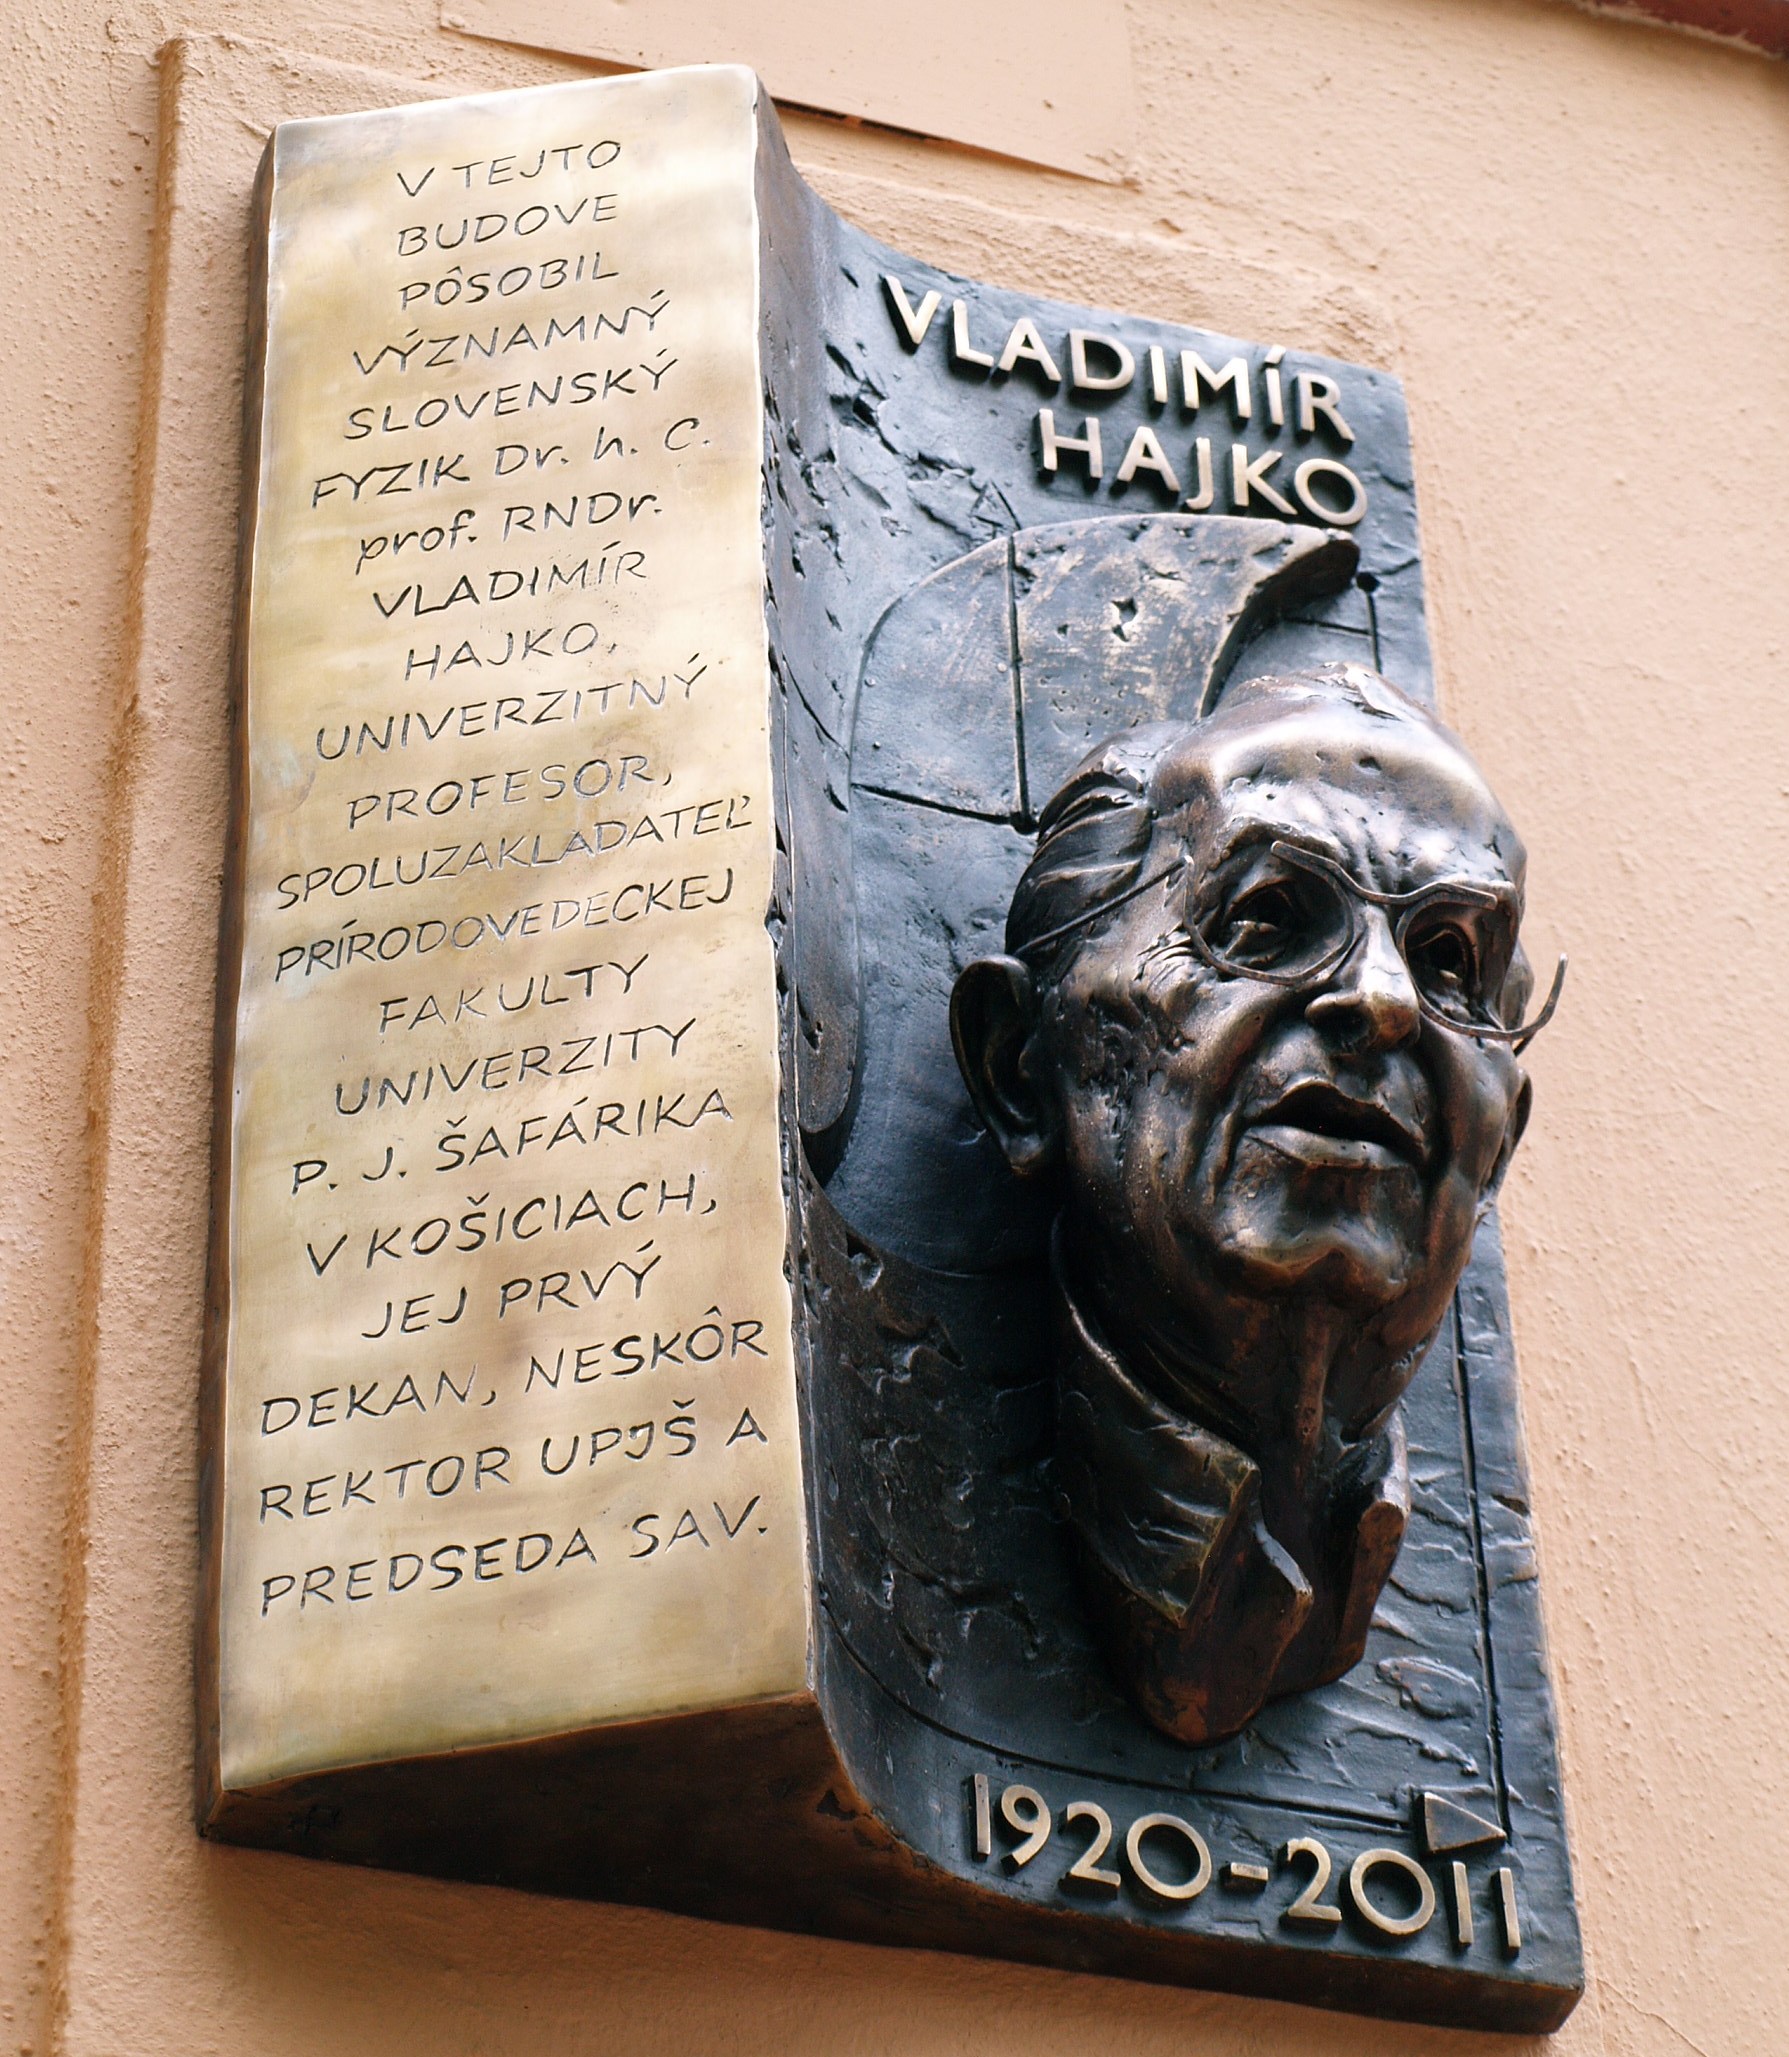 V TEJTO
BUDOVE
PÔSOBIL
VÝZNAMNÝ
SLOVENSKÝ
FYZIK Dr. h. C.
prof. RNDr.
VLADIMÍR
HAJKO,
UNIVERZITNÝ
PROFESOR,
SPOLUZAKLADATEĽ
PRÍRODOVEDECKEJ
FAKULTY
UNIVERZITY
P. J. ŠAFÁRIKA
V KOŠICIACH,
JEJ PRVÝ
DEKAN, NESKÔR
REKTOR UPJŠ A
PREDSEDA SAV.
VLADIMÍR
HAJKO
1920-2011